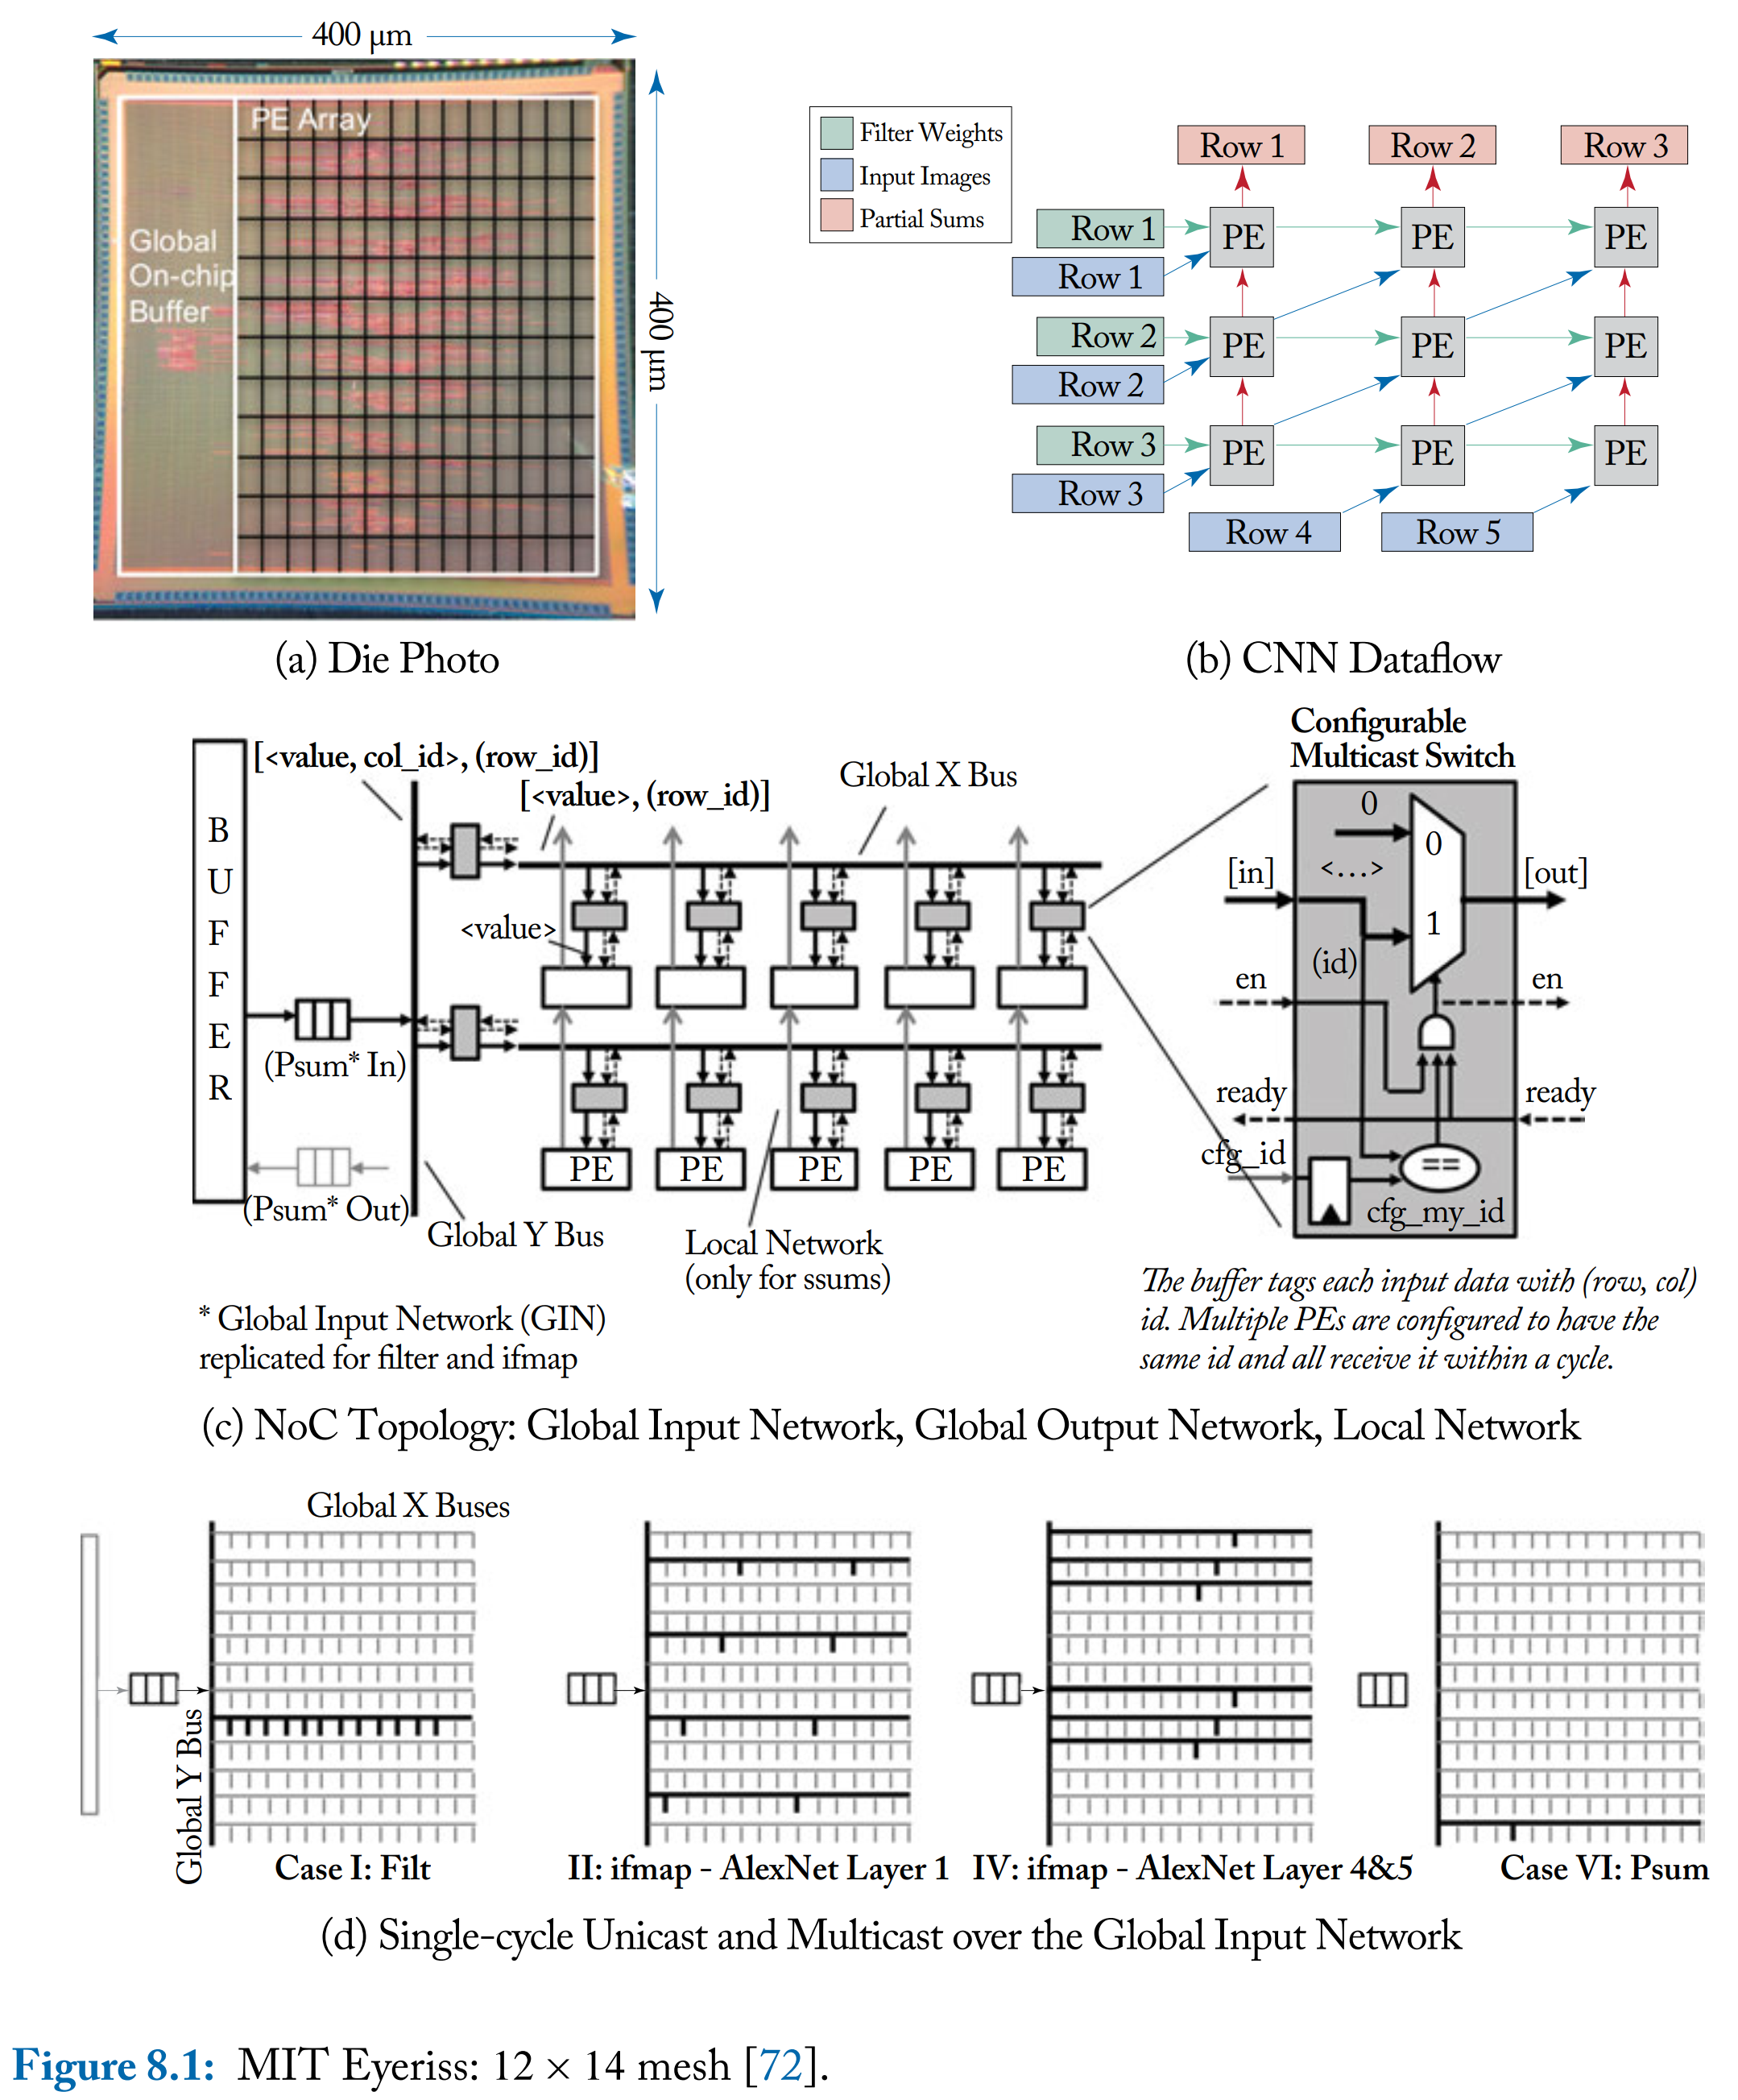 400 µm
PE Array
Global
On-chip
Buffer
400 µm
(a) Die Photo
Filter Weights
Input Images
Partial Sums
Row 1
Row 2
Row 3
Row 1
PE
PE
PE
Row 1
Row 2
PE
PE
PE
Row 2
Row 3
PE
PE
PE
Row 3
Row 4
Row 5
(b) CNN Dataflow
BUFFER
[<value, col_id>, (row_id)]
[<value>, (row_id)]
Global X Bus
<value>
(Psum* In)
(Psum* Out)
PE
PE
PE
PE
PE
Global Y Bus
Local Network
(only for ssums)
* Global Input Network (GIN)
replicated for filter and ifmap
Configurable
Multicast Switch
0
0
[in]
<...>
[out]
1
(id)
en
en
ready
ready
cfg_id
==
cfg_my_id
The buffer tags each input data with (row, col)
id. Multiple PEs are configured to have the
same id and all receive it within a cycle.
(c) NoC Topology: Global Input Network, Global Output Network, Local Network
Global X Buses
Global Y Bus
Case I: Filt
II: ifmap - AlexNet Layer 1
IV: ifmap - AlexNet Layer 4&5
Case VI: Psum
(d) Single-cycle Unicast and Multicast over the Global Input Network
Figure 8.1: MIT Eyeriss: 12 × 14 mesh [72].